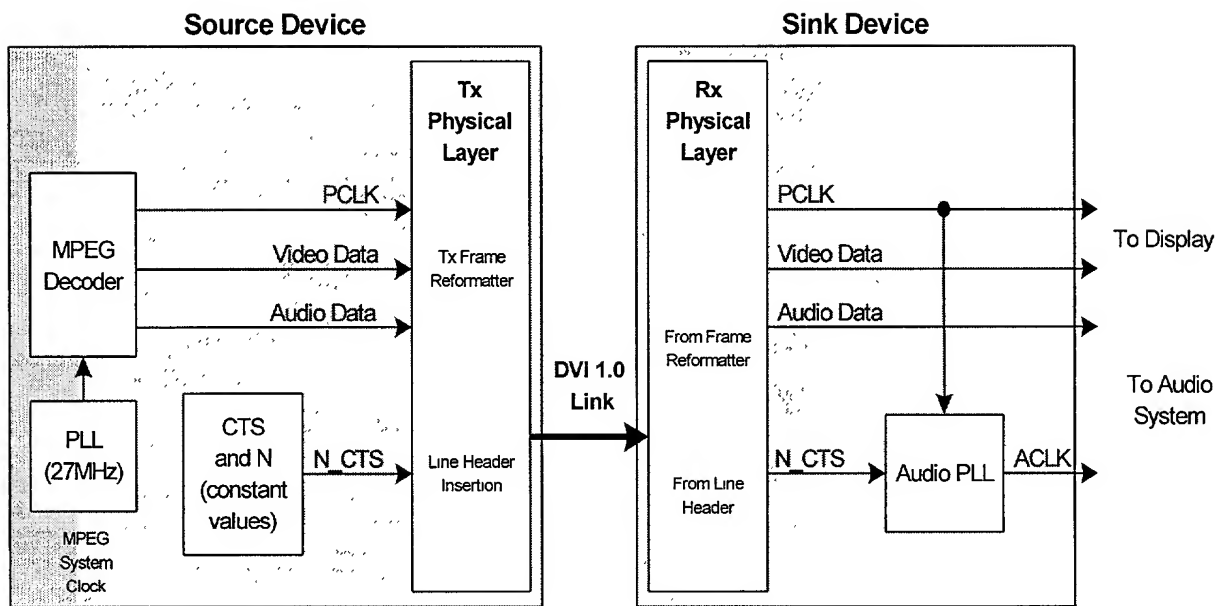 Source Device
Sink Device
Tx
Physical
Layer
Rx
Physical
Layer
PCLK
PCLK
MPEG
Decoder
Video Data
Tx Frame
Reformatter
Video Data
To Display
Audio Data
Audio Data
From Frame
Reformatter
DVI 1.0
Link
To Audio
System
PLL
(27MHz)
CTS
and N
(constant
values)
N_CTS
Line Header
Insertion
N_CTS
From Line
Header
Audio PLL
ACLK
MPEG
System
Clock